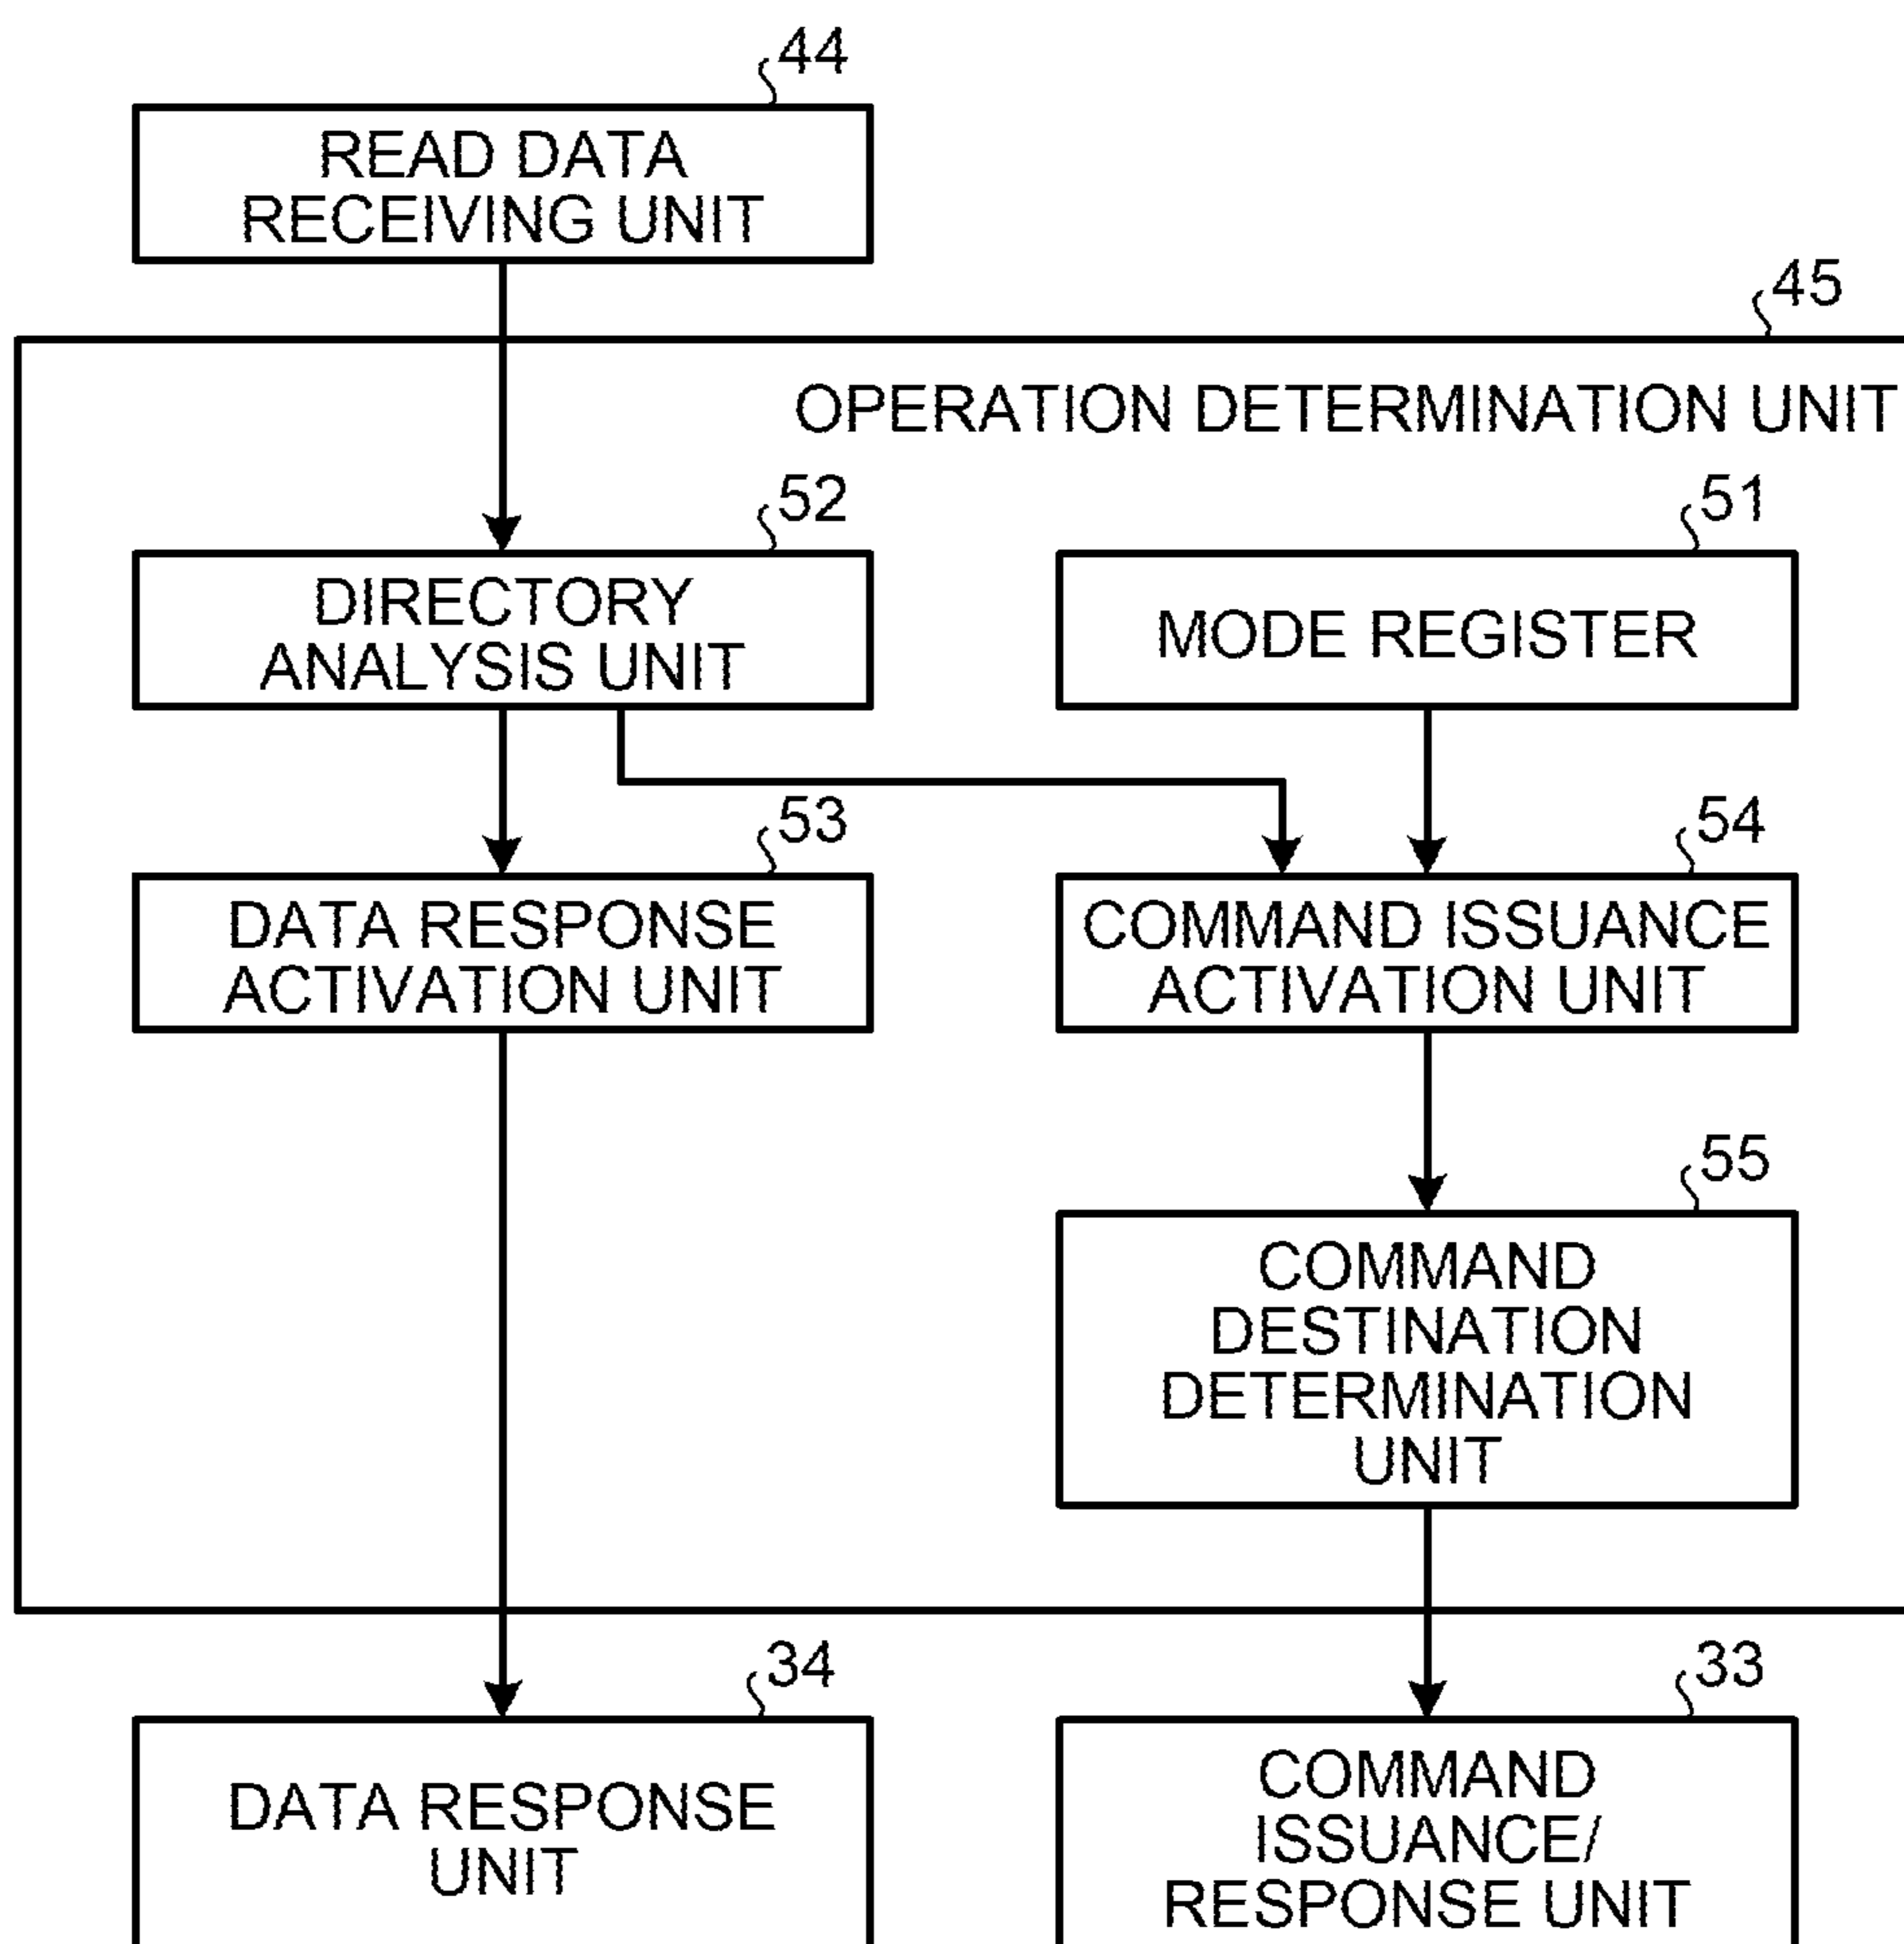 44
READ DATA
RECEIVING UNIT
45
OPERATION DETERMINATION UNIT
52
DIRECTORY
ANALYSIS UNIT
51
MODE REGISTER
53
DATA RESPONSE
ACTIVATION UNIT
54
COMMAND ISSUANCE
ACTIVATION UNIT
55
COMMAND
DESTINATION
DETERMINATION
UNIT
34
DATA RESPONSE
UNIT
33
COMMAND
ISSUANCE/
RESPONSE UNIT